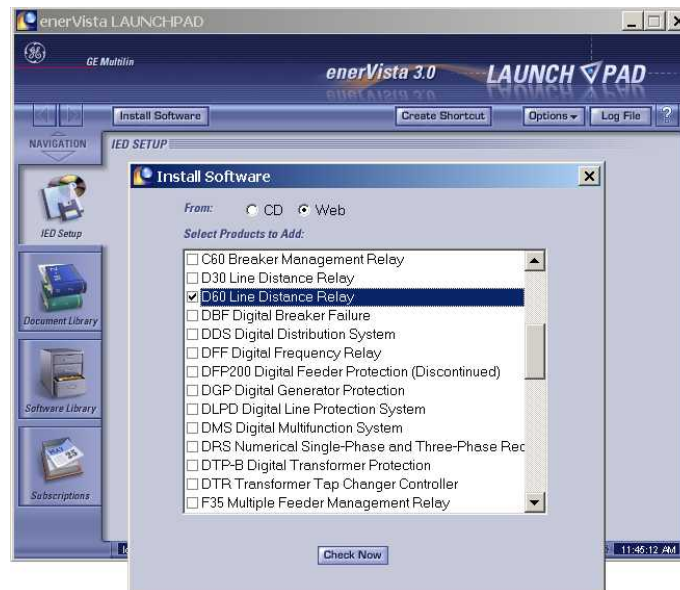 enerVista LAUNCHPAD
GE Multilin
enerVista 3.0 LAUNCH PAD
Install Software Create Shortcut Options Log File ?
NAVIGATION
IED SETUP
Install Software
From: CD Web
Select Products to Add:
C60 Breaker Management Relay
D30 Line Distance Relay
D60 Line Distance Relay
DBF Digital Breaker Failure
DDS Digital Distribution System
DFF Digital Frequency Relay
DFP200 Digital Feeder Protection (Discontinued)
DGP Digital Generator Protection
DLPD Digital Line Protection System
DMS Digital Multifunction System
DRS Numerical Single-Phase and Three-Phase Rec
DTP-B Digital Transformer Protection
DTR Transformer Tap Changer Controller
F35 Multiple Feeder Management Relay
Check Now
IED Setup
Document Library
Software Library
MAY 25
Subscriptions
11:45:12 AM